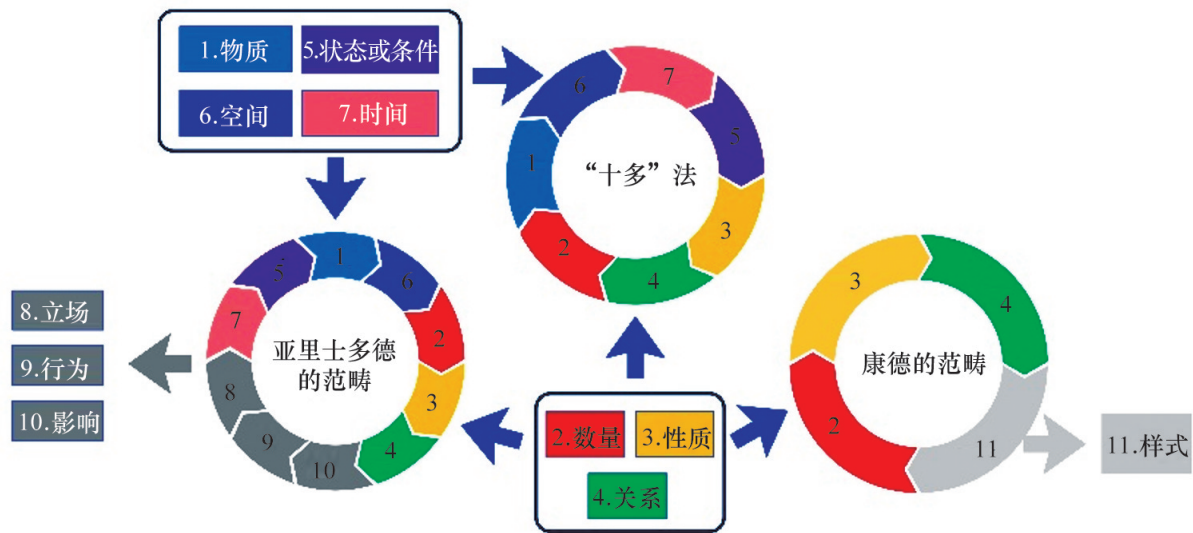 1.物质
5.状态或条件
6.空间
7.时间
6
7
1
5
“十多”法
2
3
4
5
1
6
7
2
亚里士多德
的范畴
8
3
9
4
10
8.立场
9.行为
10.影响
3
4
康德的范畴
2
11
2.数量
3.性质
4.关系
11.样式